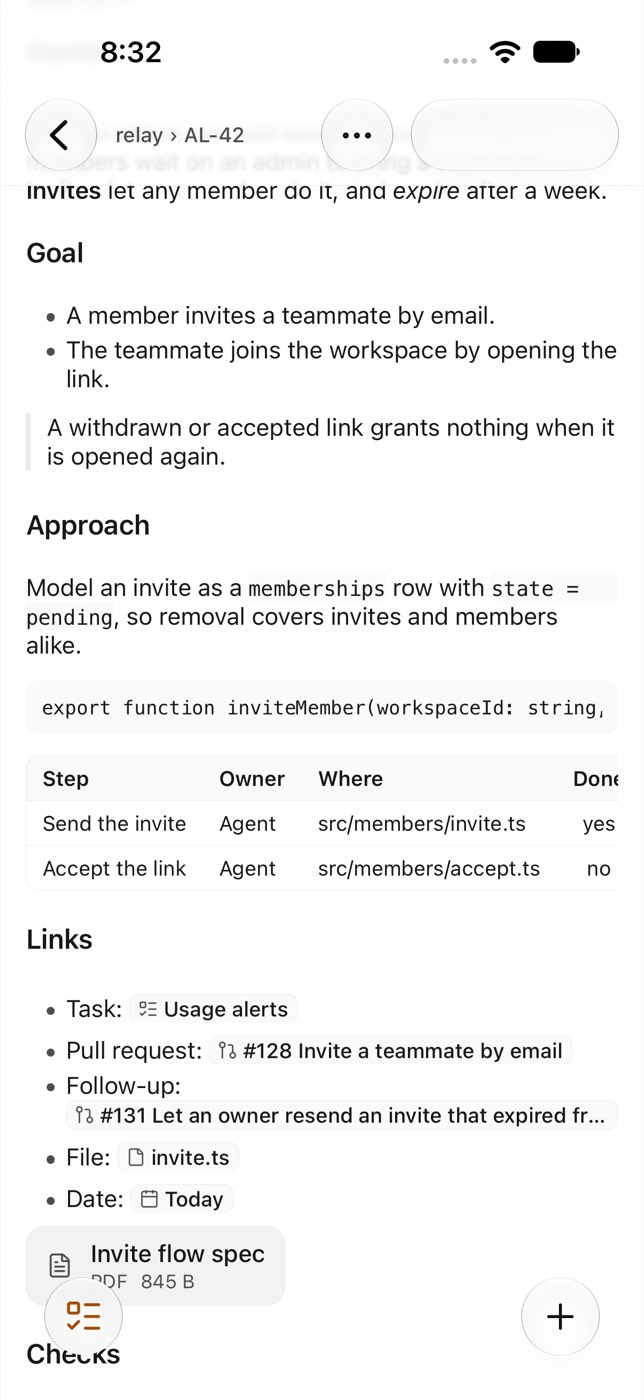 8:32
relay › AL-42
invites let any member do it, and expire after a week.
Goal
A member invites a teammate by email.
The teammate joins the workspace by opening the
link.
A withdrawn or accepted link grants nothing when it
is opened again.
Approach
Model an invite as a memberships row with state =
pending, so removal covers invites and members
alike.
export function inviteMember(workspaceId: string,
Step Owner Where Done
Send the invite Agent src/members/invite.ts yes
Accept the link Agent src/members/accept.ts no
Links
Task: Usage alerts
Pull request: #128 Invite a teammate by email
Follow-up:
#131 Let an owner resend an invite that expired fr...
File: invite.ts
Date: Today
Invite flow spec
PDF 845 B
Checks